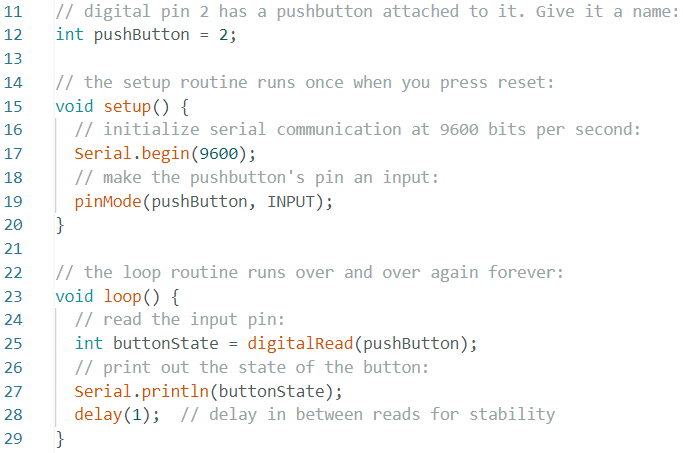 11 // digital pin 2 has a pushbutton attached to it. Give it a name:
12 int pushButton = 2;
13
14 // the setup routine runs once when you press reset:
15 void setup() {
16   // initialize serial communication at 9600 bits per second:
17   Serial.begin(9600);
18   // make the pushbutton's pin an input:
19   pinMode(pushButton, INPUT);
20 }
21
22 // the loop routine runs over and over again forever:
23 void loop() {
24   // read the input pin:
25   int buttonState = digitalRead(pushButton);
26   // print out the state of the button:
27   Serial.println(buttonState);
28   delay(1);  // delay in between reads for stability
29 }